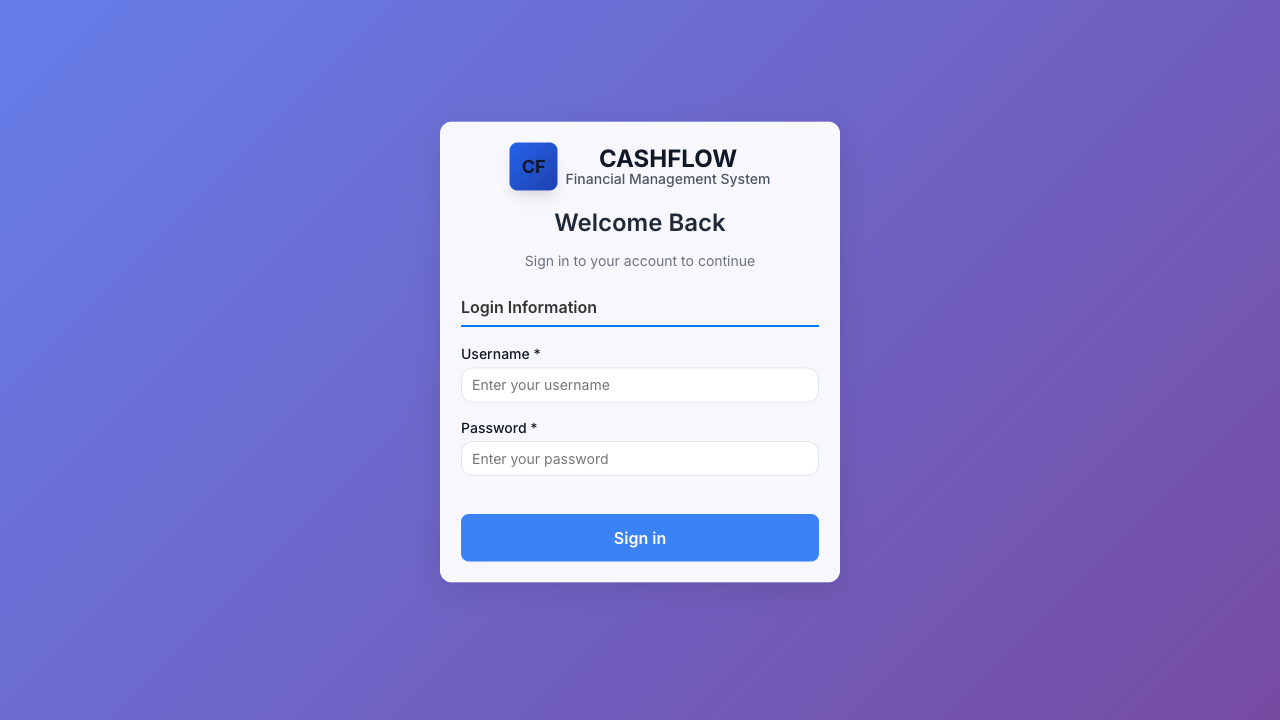 CF
CASHFLOW
Financial Management System
Welcome Back
Sign in to your account to continue
Login Information
Username *
Enter your username
Password *
Enter your password
Sign in